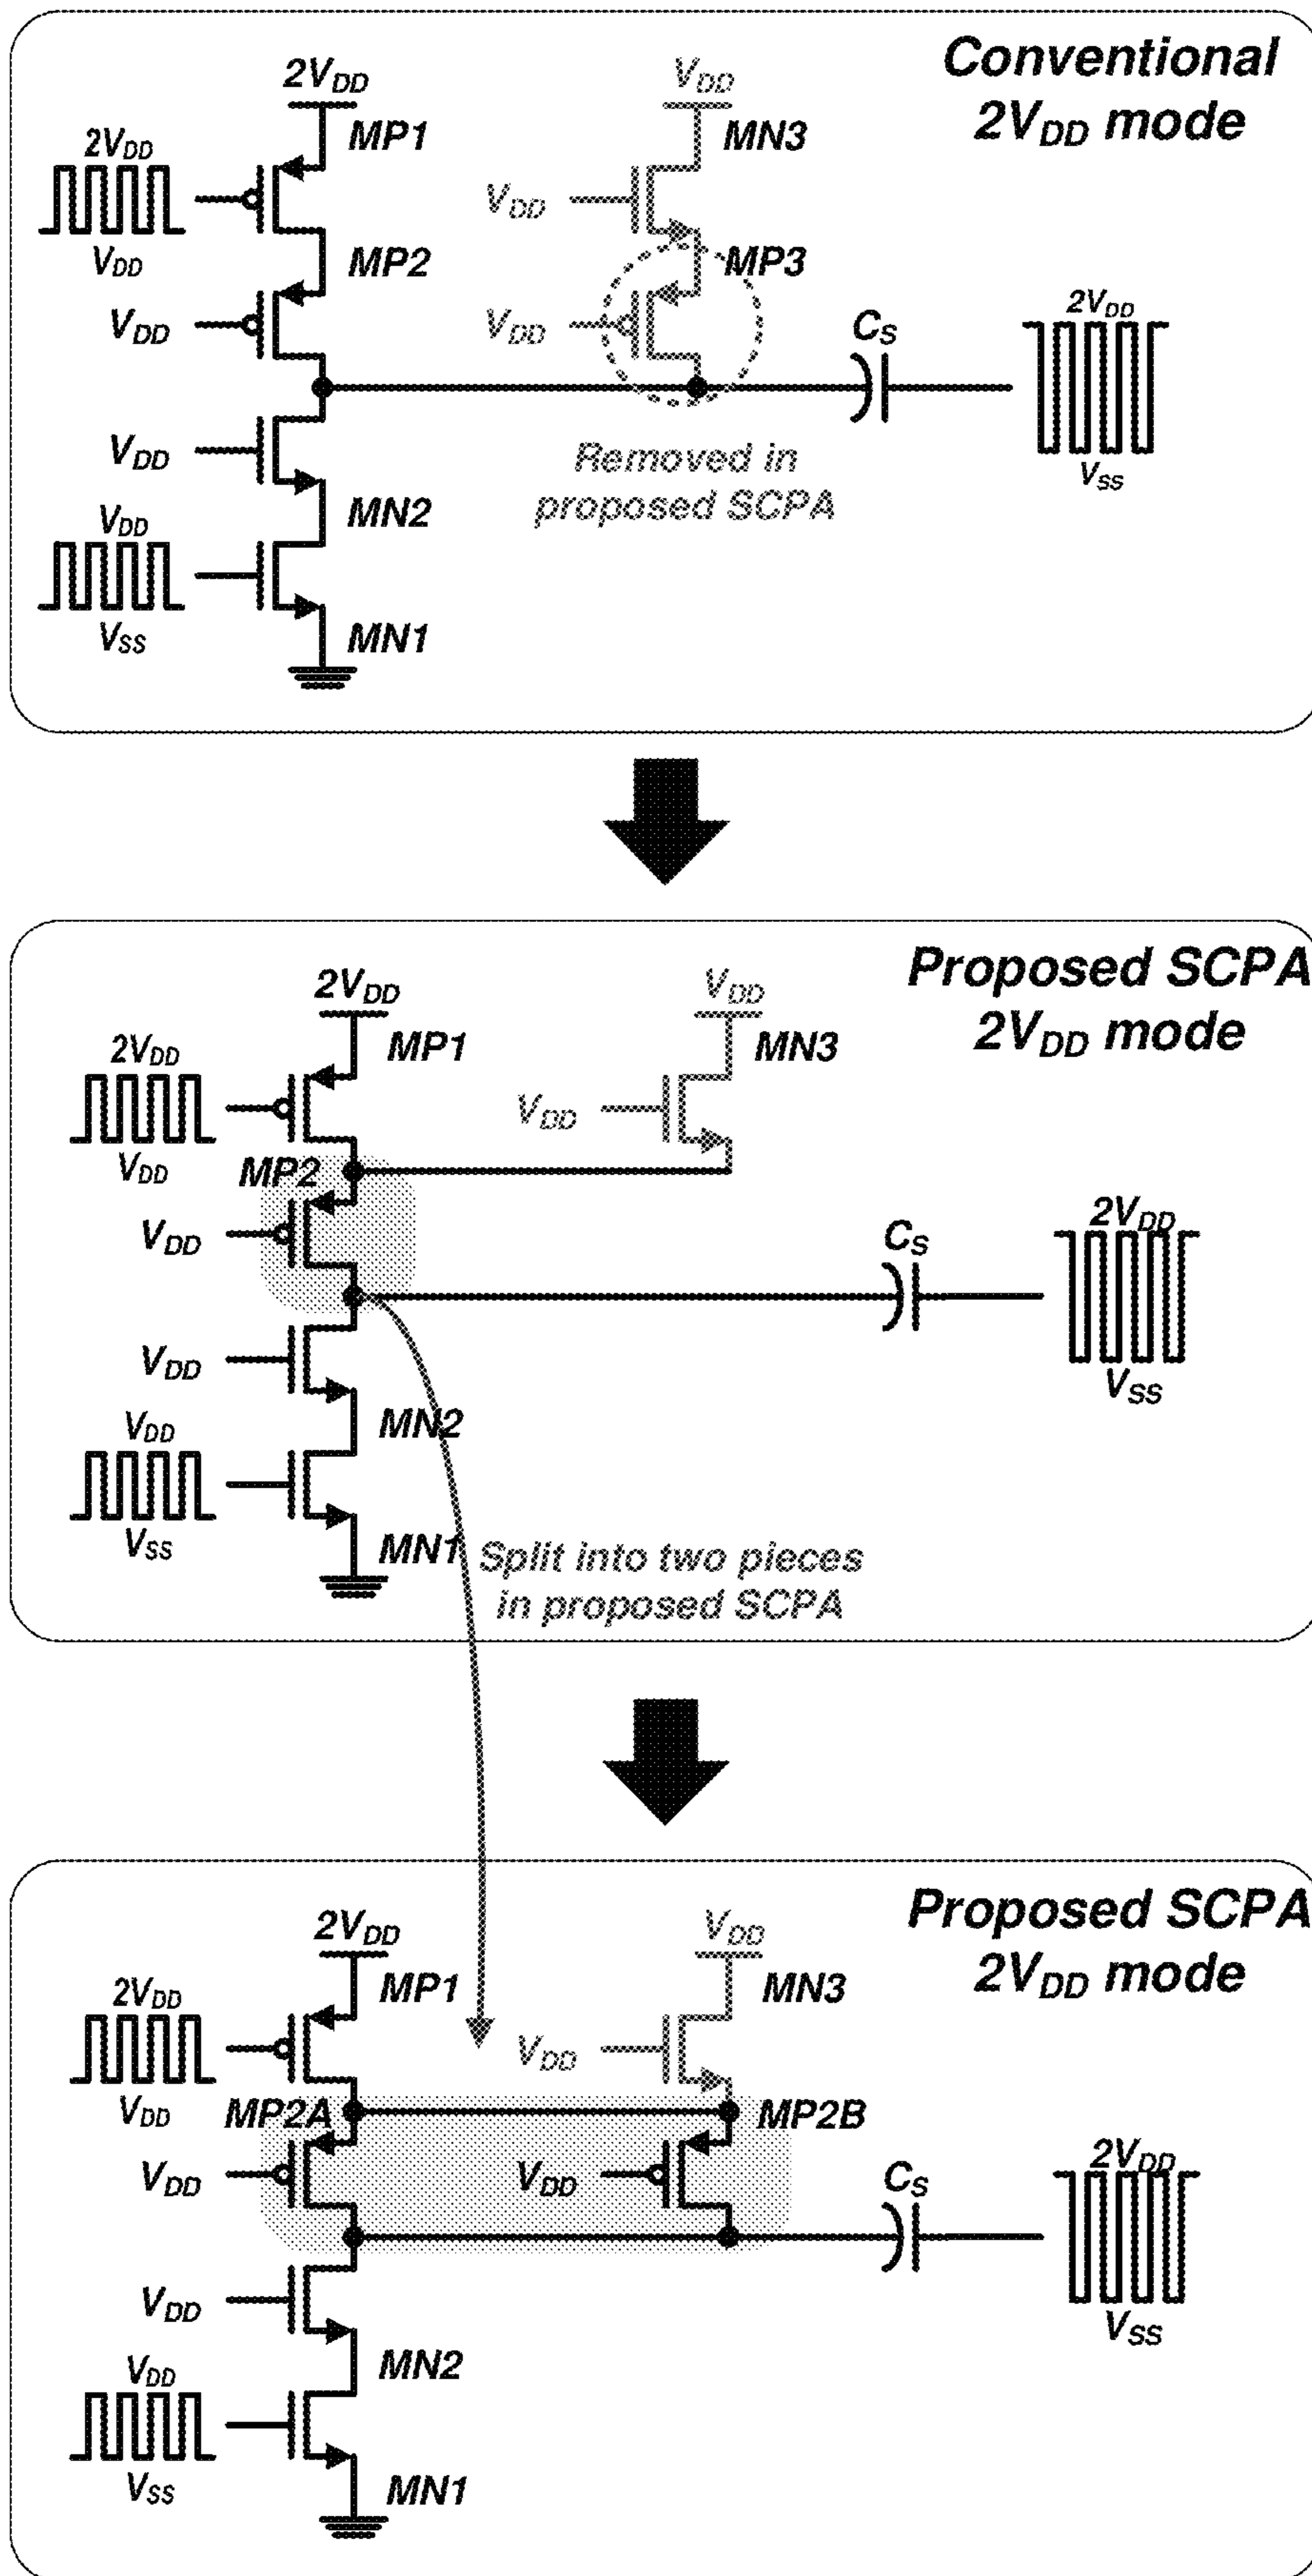 Conventional
2VDD mode
2VDD
VDD
MP1
MN3
2VDD
VDD
VDD
MP2
MP3
VDD
VDD
CS
2VDD
VSS
VDD
Removed in
proposed SCPA
MN2
VDD
VSS
MN1
Proposed SCPA
2VDD mode
2VDD
VDD
MP1
MN3
2VDD
VDD
VDD
MP2
VDD
CS
2VDD
VSS
VDD
MN2
VDD
VSS
MN1
Split into two pieces
in proposed SCPA
Proposed SCPA
2VDD mode
2VDD
VDD
MP1
MN3
2VDD
VDD
VDD
MP2A
MP2B
VDD
VDD
CS
2VDD
VSS
VDD
MN2
VDD
VSS
MN1